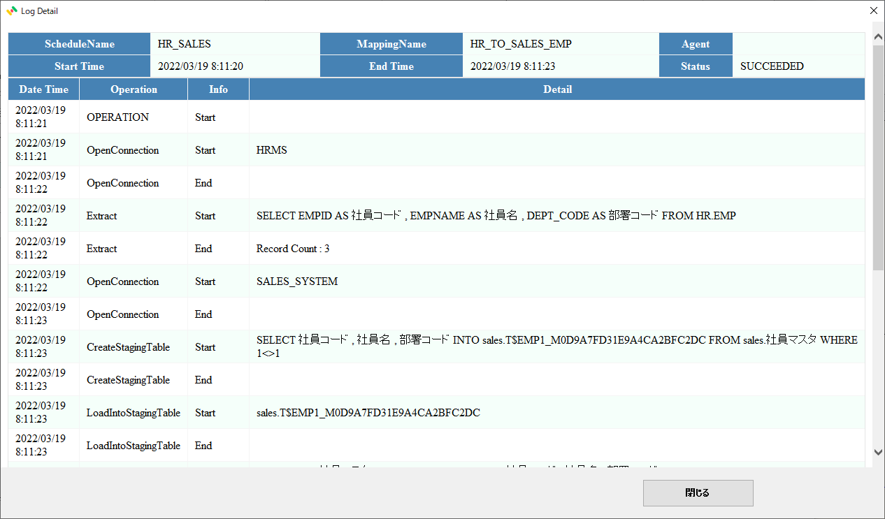 Log Detail
ScheduleName HR_SALES MappingName HR_TO_SALES_EMP Agent
Start Time 2022/03/19 8:11:20 End Time 2022/03/19 8:11:23 Status SUCCEEDED
Date Time Operation Info Detail
2022/03/19
8:11:21
OPERATION Start
2022/03/19
8:11:21
OpenConnection Start HRMS
2022/03/19
8:11:22
OpenConnection End
2022/03/19
8:11:22
Extract Start SELECT EMPID AS 社員コード , EMPNAME AS 社員名 , DEPT_CODE AS 部署コード FROM HR.EMP
2022/03/19
8:11:22
Extract End Record Count : 3
2022/03/19
8:11:22
OpenConnection Start SALES_SYSTEM
2022/03/19
8:11:23
OpenConnection End
2022/03/19
8:11:23
CreateStagingTable Start SELECT 社員コード , 社員名 , 部署コード INTO sales.T$EMP1_M0D9A7FD31E9A4CA2BFC2DC FROM sales.社員マスタ WHERE
1<>1
2022/03/19
8:11:23
CreateStagingTable End
2022/03/19
8:11:23
LoadIntoStagingTable Start sales.T$EMP1_M0D9A7FD31E9A4CA2BFC2DC
2022/03/19
8:11:23
LoadIntoStagingTable End
閉じる